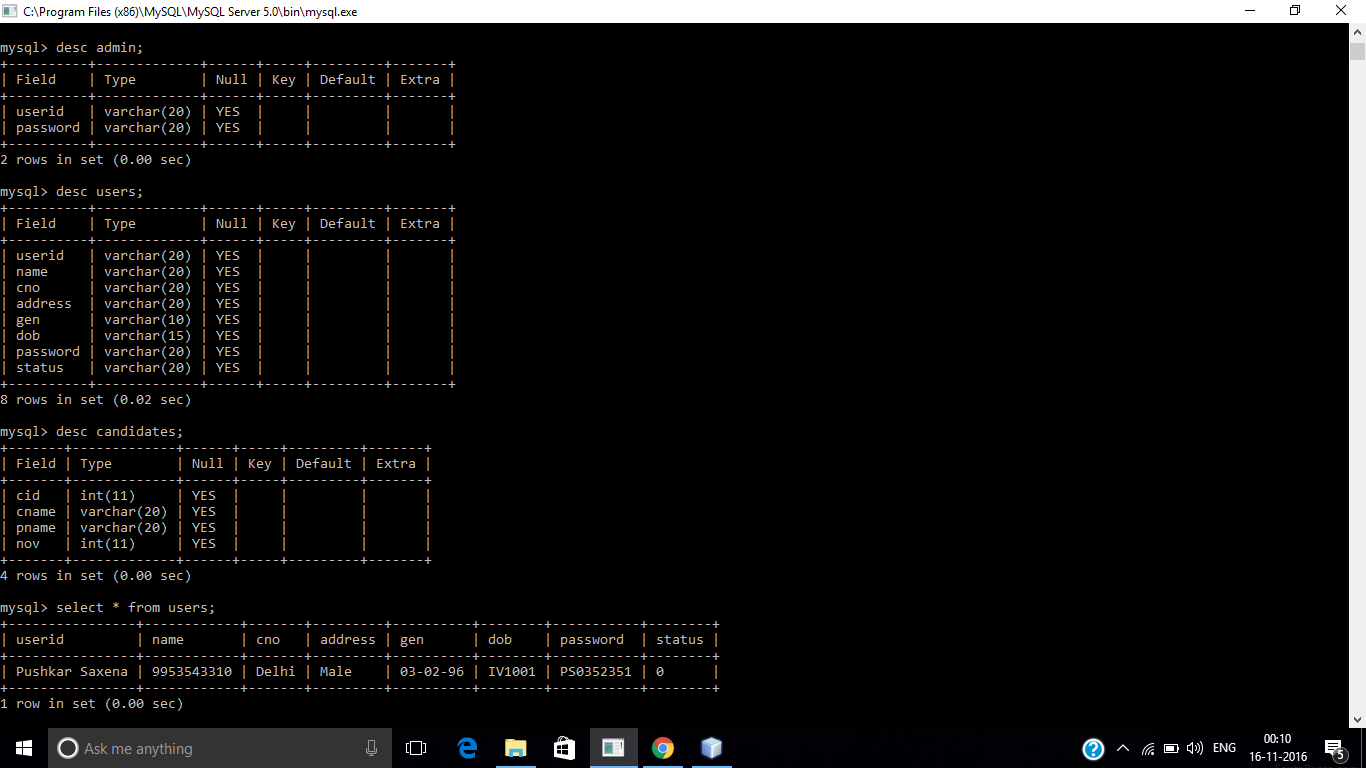 C:\Program Files (x86)\MySQL\MySQL Server 5.0\bin\mysql.exe
mysql> desc admin;
+----------+-------------+------+-----+---------+-------+
| Field    | Type        | Null | Key | Default | Extra |
+----------+-------------+------+-----+---------+-------+
| userid   | varchar(20) | YES  |     |         |       |
| password | varchar(20) | YES  |     |         |       |
+----------+-------------+------+-----+---------+-------+
2 rows in set (0.00 sec)
mysql> desc users;
+----------+-------------+------+-----+---------+-------+
| Field    | Type        | Null | Key | Default | Extra |
+----------+-------------+------+-----+---------+-------+
| userid   | varchar(20) | YES  |     |         |       |
| name     | varchar(20) | YES  |     |         |       |
| cno      | varchar(20) | YES  |     |         |       |
| address  | varchar(20) | YES  |     |         |       |
| gen      | varchar(10) | YES  |     |         |       |
| dob      | varchar(15) | YES  |     |         |       |
| password | varchar(20) | YES  |     |         |       |
| status   | varchar(20) | YES  |     |         |       |
+----------+-------------+------+-----+---------+-------+
8 rows in set (0.02 sec)
mysql> desc candidates;
+-------+-------------+------+-----+---------+-------+
| Field | Type        | Null | Key | Default | Extra |
+-------+-------------+------+-----+---------+-------+
| cid   | int(11)     | YES  |     |         |       |
| cname | varchar(20) | YES  |     |         |       |
| pname | varchar(20) | YES  |     |         |       |
| nov   | int(11)     | YES  |     |         |       |
+-------+-------------+------+-----+---------+-------+
4 rows in set (0.00 sec)
mysql> select * from users;
+----------------+------------+-------+---------+----------+--------+-----------+--------+
| userid         | name       | cno   | address | gen      | dob    | password  | status |
+----------------+------------+-------+---------+----------+--------+-----------+--------+
| Pushkar Saxena | 9953543310 | Delhi | Male    | 03-02-96 | IV1001 | PS0352351 | 0      |
+----------------+------------+-------+---------+----------+--------+-----------+--------+
1 row in set (0.00 sec)
Ask me anything
ENG
00:10
16-11-2016
5